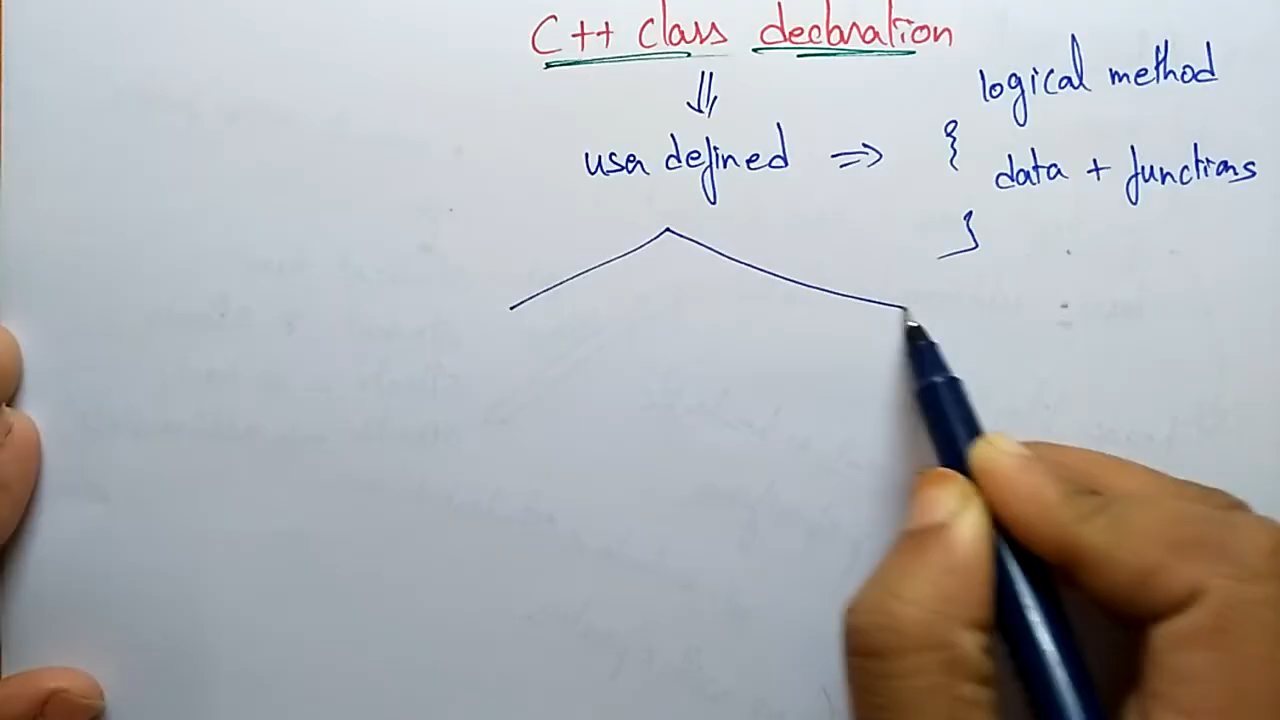 C++ class declaration
⇓
logical method
user defined ⇒ {
data + functions
}